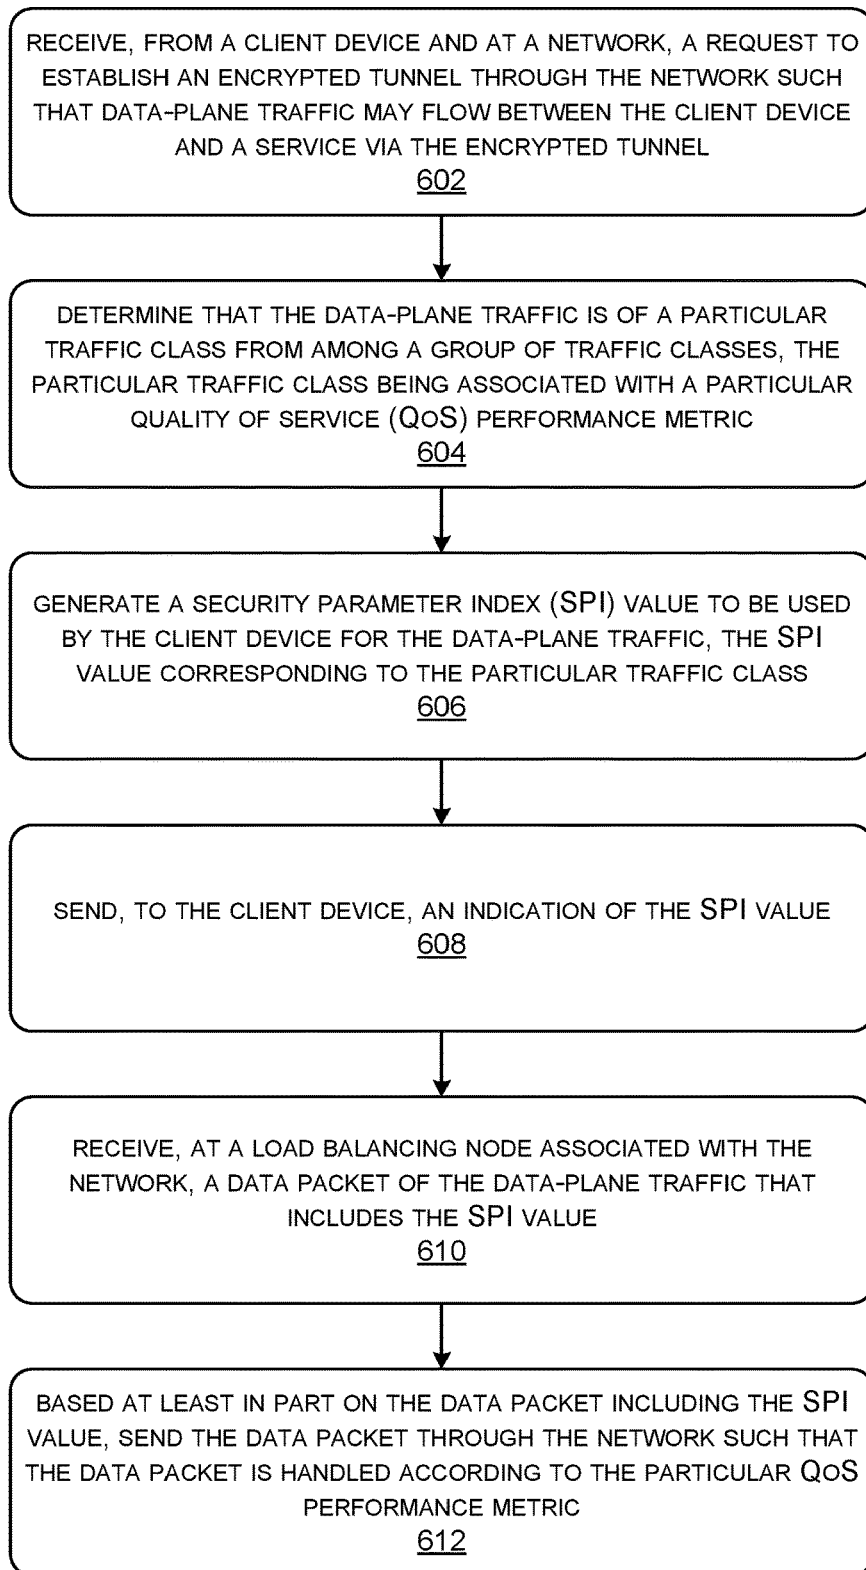 RECEIVE, FROM A CLIENT DEVICE AND AT A NETWORK, A REQUEST TO
ESTABLISH AN ENCRYPTED TUNNEL THROUGH THE NETWORK SUCH
THAT DATA-PLANE TRAFFIC MAY FLOW BETWEEN THE CLIENT DEVICE
AND A SERVICE VIA THE ENCRYPTED TUNNEL
602
DETERMINE THAT THE DATA-PLANE TRAFFIC IS OF A PARTICULAR
TRAFFIC CLASS FROM AMONG A GROUP OF TRAFFIC CLASSES, THE
PARTICULAR TRAFFIC CLASS BEING ASSOCIATED WITH A PARTICULAR
QUALITY OF SERVICE (QOS) PERFORMANCE METRIC
604
GENERATE A SECURITY PARAMETER INDEX (SPI) VALUE TO BE USED
BY THE CLIENT DEVICE FOR THE DATA-PLANE TRAFFIC, THE SPI
VALUE CORRESPONDING TO THE PARTICULAR TRAFFIC CLASS
606
SEND, TO THE CLIENT DEVICE, AN INDICATION OF THE SPI VALUE
608
RECEIVE, AT A LOAD BALANCING NODE ASSOCIATED WITH THE
NETWORK, A DATA PACKET OF THE DATA-PLANE TRAFFIC THAT
INCLUDES THE SPI VALUE
610
BASED AT LEAST IN PART ON THE DATA PACKET INCLUDING THE SPI
VALUE, SEND THE DATA PACKET THROUGH THE NETWORK SUCH THAT
THE DATA PACKET IS HANDLED ACCORDING TO THE PARTICULAR QOS
PERFORMANCE METRIC
612